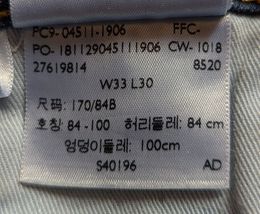 PC9-04511-1906 FFC-
PO-181129045111906 CW-1018
27619814 8520
W33 L30
尺码: 170/84B
호칭: 84-100 허리둘레: 84 cm
엉덩이둘레: 100cm
S40196 AD